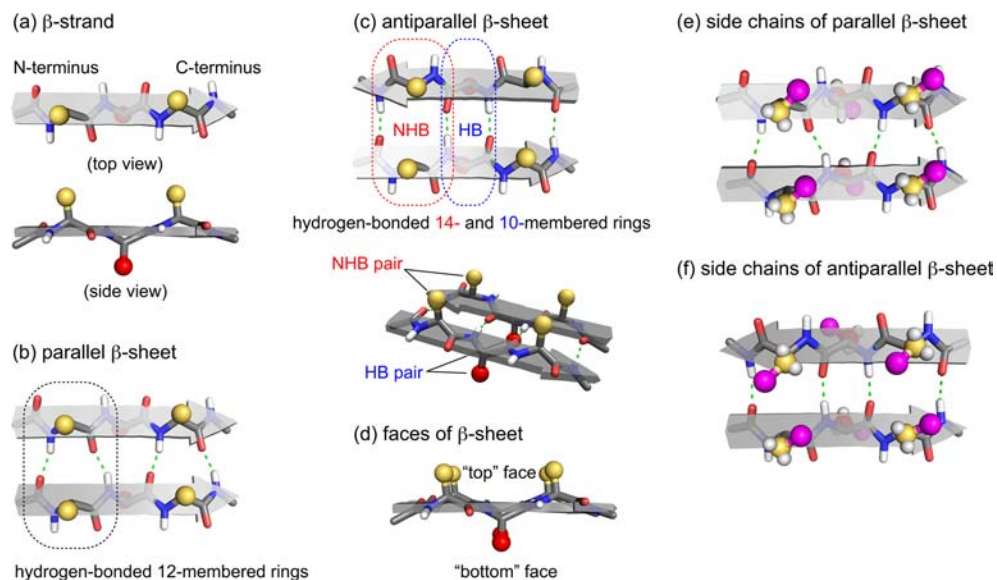 (a) β-strand
N-terminus
C-terminus
(top view)
(side view)
(b) parallel β-sheet
hydrogen-bonded 12-membered rings
(c) antiparallel β-sheet
NHB
HB
hydrogen-bonded 14- and 10-membered rings
NHB pair
HB pair
(d) faces of β-sheet
“top” face
“bottom” face
(e) side chains of parallel β-sheet
(f) side chains of antiparallel β-sheet